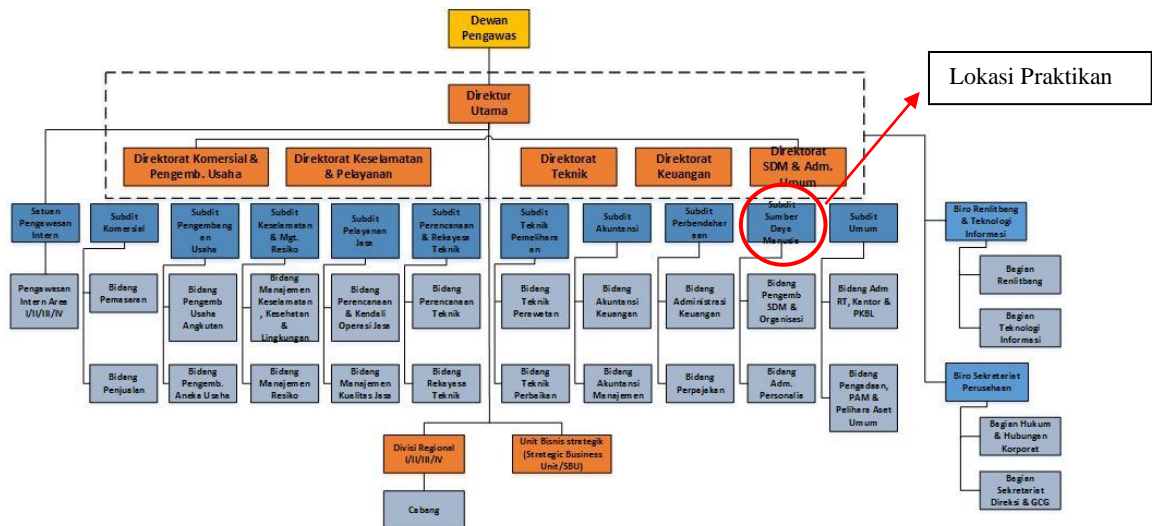 Dewan
Pengawas
Lokasi Praktikan
Direktur
Utama
Direktorat Komersial &
Pengemb. Usaha
Direktorat Keselamatan
& Pelayanan
Direktorat
Teknik
Direktorat
Keuangan
Direktorat
SDM & Adm.
Umum
Satuan
Pengawasan
Intern
Subdit
Komersial
Subdit
Pengembang
an
Usaha
Subdit
Keselamatan
& Mgt.
Resiko
Subdit
Pelayanan
Jasa
Subdit
Perencanaan
& Rekayasa
Teknik
Subdit
Teknik
Pemelihara
an
Subdit
Akuntansi
Subdit
Perbendahar
aan
Subdit
Sumber
Daya
Manusia
Subdit
Umum
Biro Renlitbang
& Teknologi
Informasi
Pengawasan
Intern Area
I/II/III/IV
Bidang
Pemasaran
Bidang
Pengemb
Usaha
Angkutan
Bidang
Manajemen
Keselamatan
, Kesehatan
&
Lingkungan
Bidang
Perencanaan
& Kendali
Operasi Jasa
Bidang
Perencanaan
Teknik
Bidang
Teknik
Perawatan
Bidang
Akuntansi
Keuangan
Bidang
Administrasi
Keuangan
Bidang
Pengemb
SDM &
Organisasi
Bidang Adm
RT, Kantor &
PKBL
Bagian
Renlitbang
Bagian
Teknologi
Informasi
Bidang
Penjualan
Bidang
Pengemb.
Aneka Usaha
Bidang
Manajemen
Resiko
Bidang
Manajemen
Kualitas Jasa
Bidang
Rekayasa
Teknik
Bidang
Teknik
Perbaikan
Bidang
Akuntansi
Manajemen
Bidang
Perpajakan
Bidang
Adm.
Personalia
Bidang
Pengadaan,
PAM &
Pelihara Aset
Umum
Biro Sekretariat
Perusahaan
Bagian Hukum
& Hubungan
Korporat
Bagian
Sekretariat
Direksi & GCG
Divisi Regional
I/II/III/IV
Unit Bisnis strategik
(Strategic Business
Unit/SBU)
Cabang